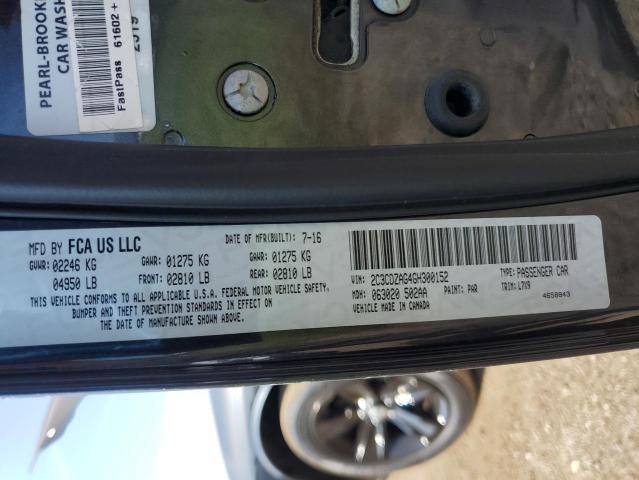 PEARL-BROOK
CAR WASH
2019
FastPass 61602 +
MFD BY FCA US LLC
DATE OF MFR(BUILT): 7-16
GVWR: 02246 KG
04950 LB
GAWR: 01275 KG
FRONT: 02810 LB
GAWR: 01275 KG
REAR: 02810 LB
THIS VEHICLE CONFORMS TO ALL APPLICABLE U.S.A. FEDERAL MOTOR VEHICLE SAFETY,
BUMPER, AND THEFT PREVENTION STANDARDS IN EFFECT ON
THE DATE OF MANUFACTURE SHOWN ABOVE.
VIN: 2C3CDZAG4GH300152
TYPE: PASSENGER CAR
MDH: 063020 502AA
PAINT: PAR
TRIM: L7X9
VEHICLE MADE IN CANADA
4658843